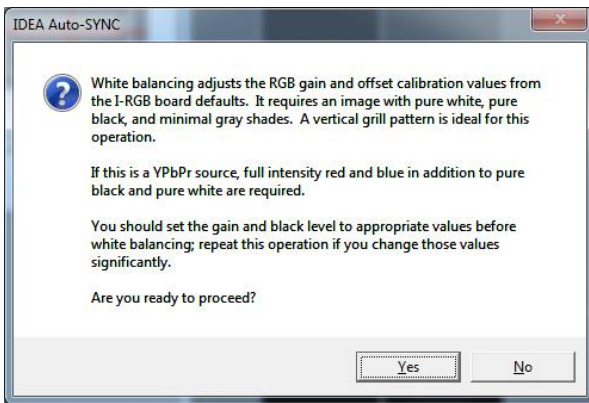 IDEA Auto-SYNC
White balancing adjusts the RGB gain and offset calibration values from
the I-RGB board defaults.  It requires an image with pure white, pure
black, and minimal gray shades.  A vertical grill pattern is ideal for this
operation.
If this is a YPbPr source, full intensity red and blue in addition to pure
black and pure white are required.
You should set the gain and black level to appropriate values before
white balancing; repeat this operation if you change those values
significantly.
Are you ready to proceed?
Yes
No